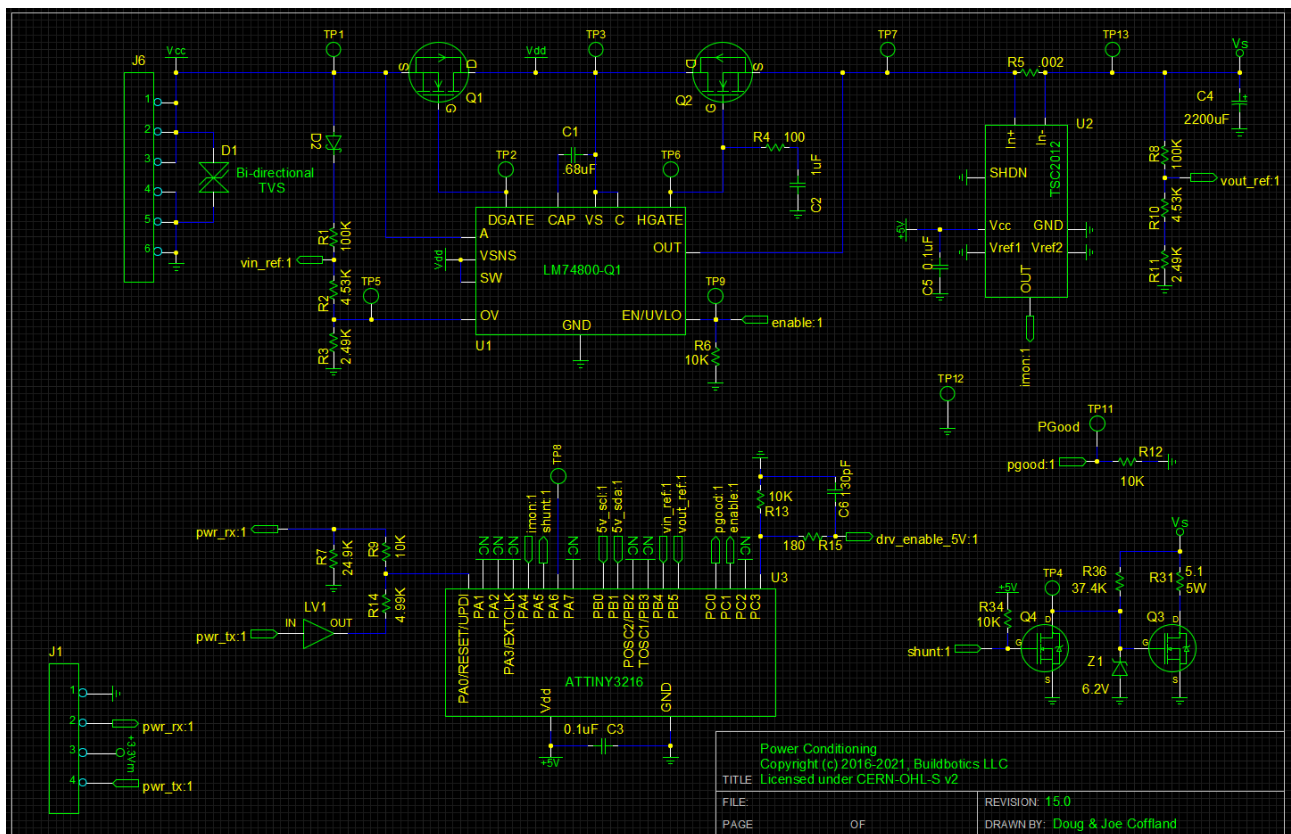 J6
1
2
3
4
5
6
Vcc
TP1
S
D
G
Q1
Vdd
TP3
D
S
G
Q2
TP7
R5 .002
TP13
Vs
C4
2200uF
+
D1
Bi-directional
TVS
D2
R1
100K
vin_ref:1
R2
4.53K
R3
2.49K
TP5
TP2
C1
.68uF
TP6
R4 100
1uF
C2
DGATE
CAP
VS
C
HGATE
A
VSNS
SW
OV
OUT
EN/UVLO
GND
LM74800-Q1
U1
Vdd
TP9
enable:1
R6
10K
U2
In+
In-
TSC2012
SHDN
Vcc
GND
Vref1
Vref2
OUT
+5V
C5 0.1uF
imon:1
R8
100K
vout_ref:1
R10
4.53K
R11
2.49K
TP12
TP11
PGood
pgood:1
R12
10K
pwr_rx:1
R7
24.9K
R9
10K
R14
4.99K
LV1
IN
OUT
pwr_tx:1
J1
1
2
3
4
pwr_rx:1
+3.3Vm
pwr_tx:1
TP8
NC
NC
NC
imon:1
shunt:1
NC
5v_scl:1
5v_sda:1
NC
NC
vin_ref:1
vout_ref:1
pgood:1
enable:1
NC
10K
R13
C6 130pF
180 R15
drv_enable_5V:1
U3
PA0/RESET/UPDI
PA1
PA2
PA3/EXTCLK
PA4
PA5
PA6
PA7
PB0
PB1
POSC2/PB2
TOSC1/PB3
PB4
PB5
PC0
PC1
PC2
PC3
ATTINY3216
Vdd
GND
0.1uF C3
+5V
Vs
R36
37.4K
5.1
R31
5W
TP4
+5V
R34
10K
Q4
D
G
S
shunt:1
Z1
6.2V
Q3
D
G
S
Power Conditioning
Copyright (c) 2016-2021, Buildbotics LLC
TITLE Licensed under CERN-OHL-S v2
FILE:
REVISION: 15.0
PAGE OF
DRAWN BY: Doug & Joe Coffland